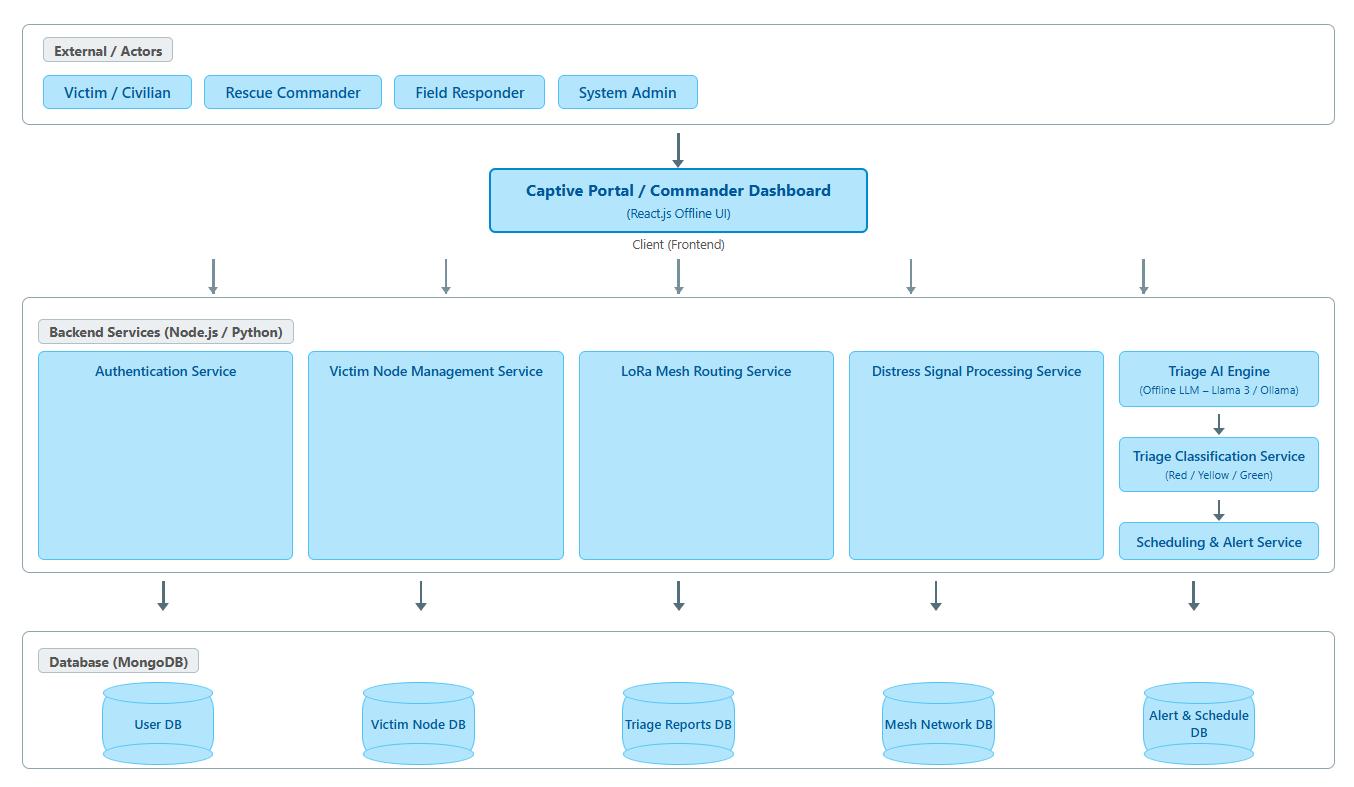 External / Actors
Victim / Civilian
Rescue Commander
Field Responder
System Admin
Captive Portal / Commander Dashboard
(React.js Offline UI)
Client (Frontend)
Backend Services (Node.js / Python)
Authentication Service
Victim Node Management Service
LoRa Mesh Routing Service
Distress Signal Processing Service
Triage AI Engine
(Offline LLM – Llama 3 / Ollama)
Triage Classification Service
(Red / Yellow / Green)
Scheduling & Alert Service
Database (MongoDB)
User DB
Victim Node DB
Triage Reports DB
Mesh Network DB
Alert & Schedule
DB